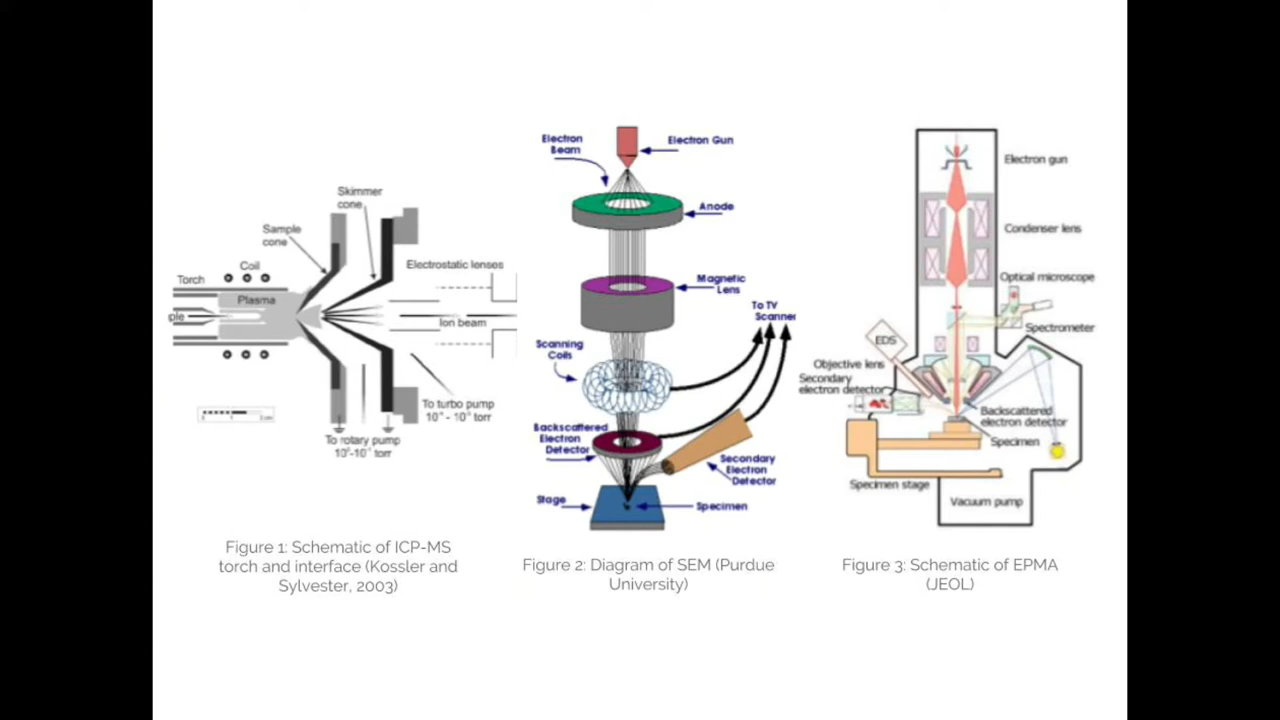 Skimmer
cone
Sample
cone
Coil
Torch
Plasma
ple
Electrostatic lenses
Ion beam
To turbo pump
To rotary pump
Figure 1: Schematic of ICP-MS
torch and interface (Kossler and
Sylvester, 2003)
Electron
Beam
Electron Gun
Anode
Magnetic
Lens
To TV
Scanner
Scanning
Coils
Backscattered
Electron
Detector
Secondary
Electron
Detector
Stage
Specimen
Figure 2: Diagram of SEM (Purdue
University)
Electron gun
Condenser lens
Optical microscope
Spectrometer
EDS
Objective lens
Secondary
electron detector
Backscattered
electron detector
Specimen
Specimen stage
Vacuum pump
Figure 3: Schematic of EPMA
(JEOL)